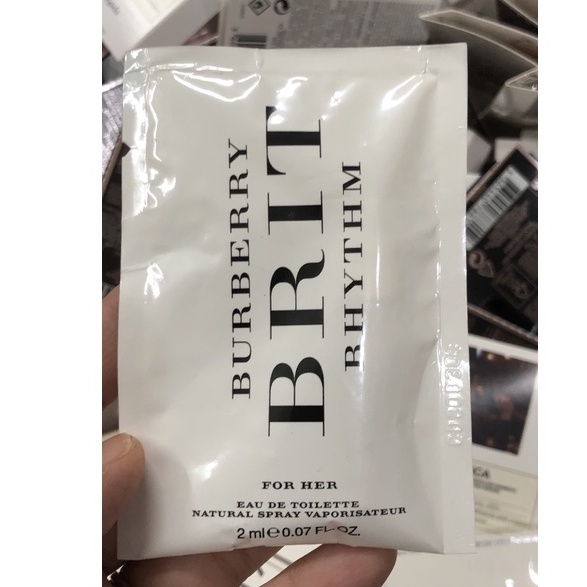 BURBERRY
BRIT
RHYTHM
FOR HER
EAU DE TOILETTE
NATURAL SPRAY VAPORISATEUR
2 ml ℮ 0.07 FL. OZ.